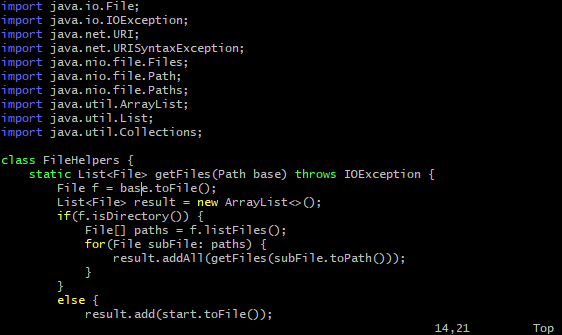 import java.io.File;
import java.io.IOException;
import java.net.URI;
import java.net.URISyntaxException;
import java.nio.file.Files;
import java.nio.file.Path;
import java.nio.file.Paths;
import java.util.ArrayList;
import java.util.List;
import java.util.Collections;

class FileHelpers {
    static List<File> getFiles(Path base) throws IOException {
        File f = base.toFile();
        List<File> result = new ArrayList<>();
        if(f.isDirectory()) {
            File[] paths = f.listFiles();
            for(File subFile: paths) {
                result.addAll(getFiles(subFile.toPath()));
            }
        }
        else {
            result.add(start.toFile());
14,21 Top